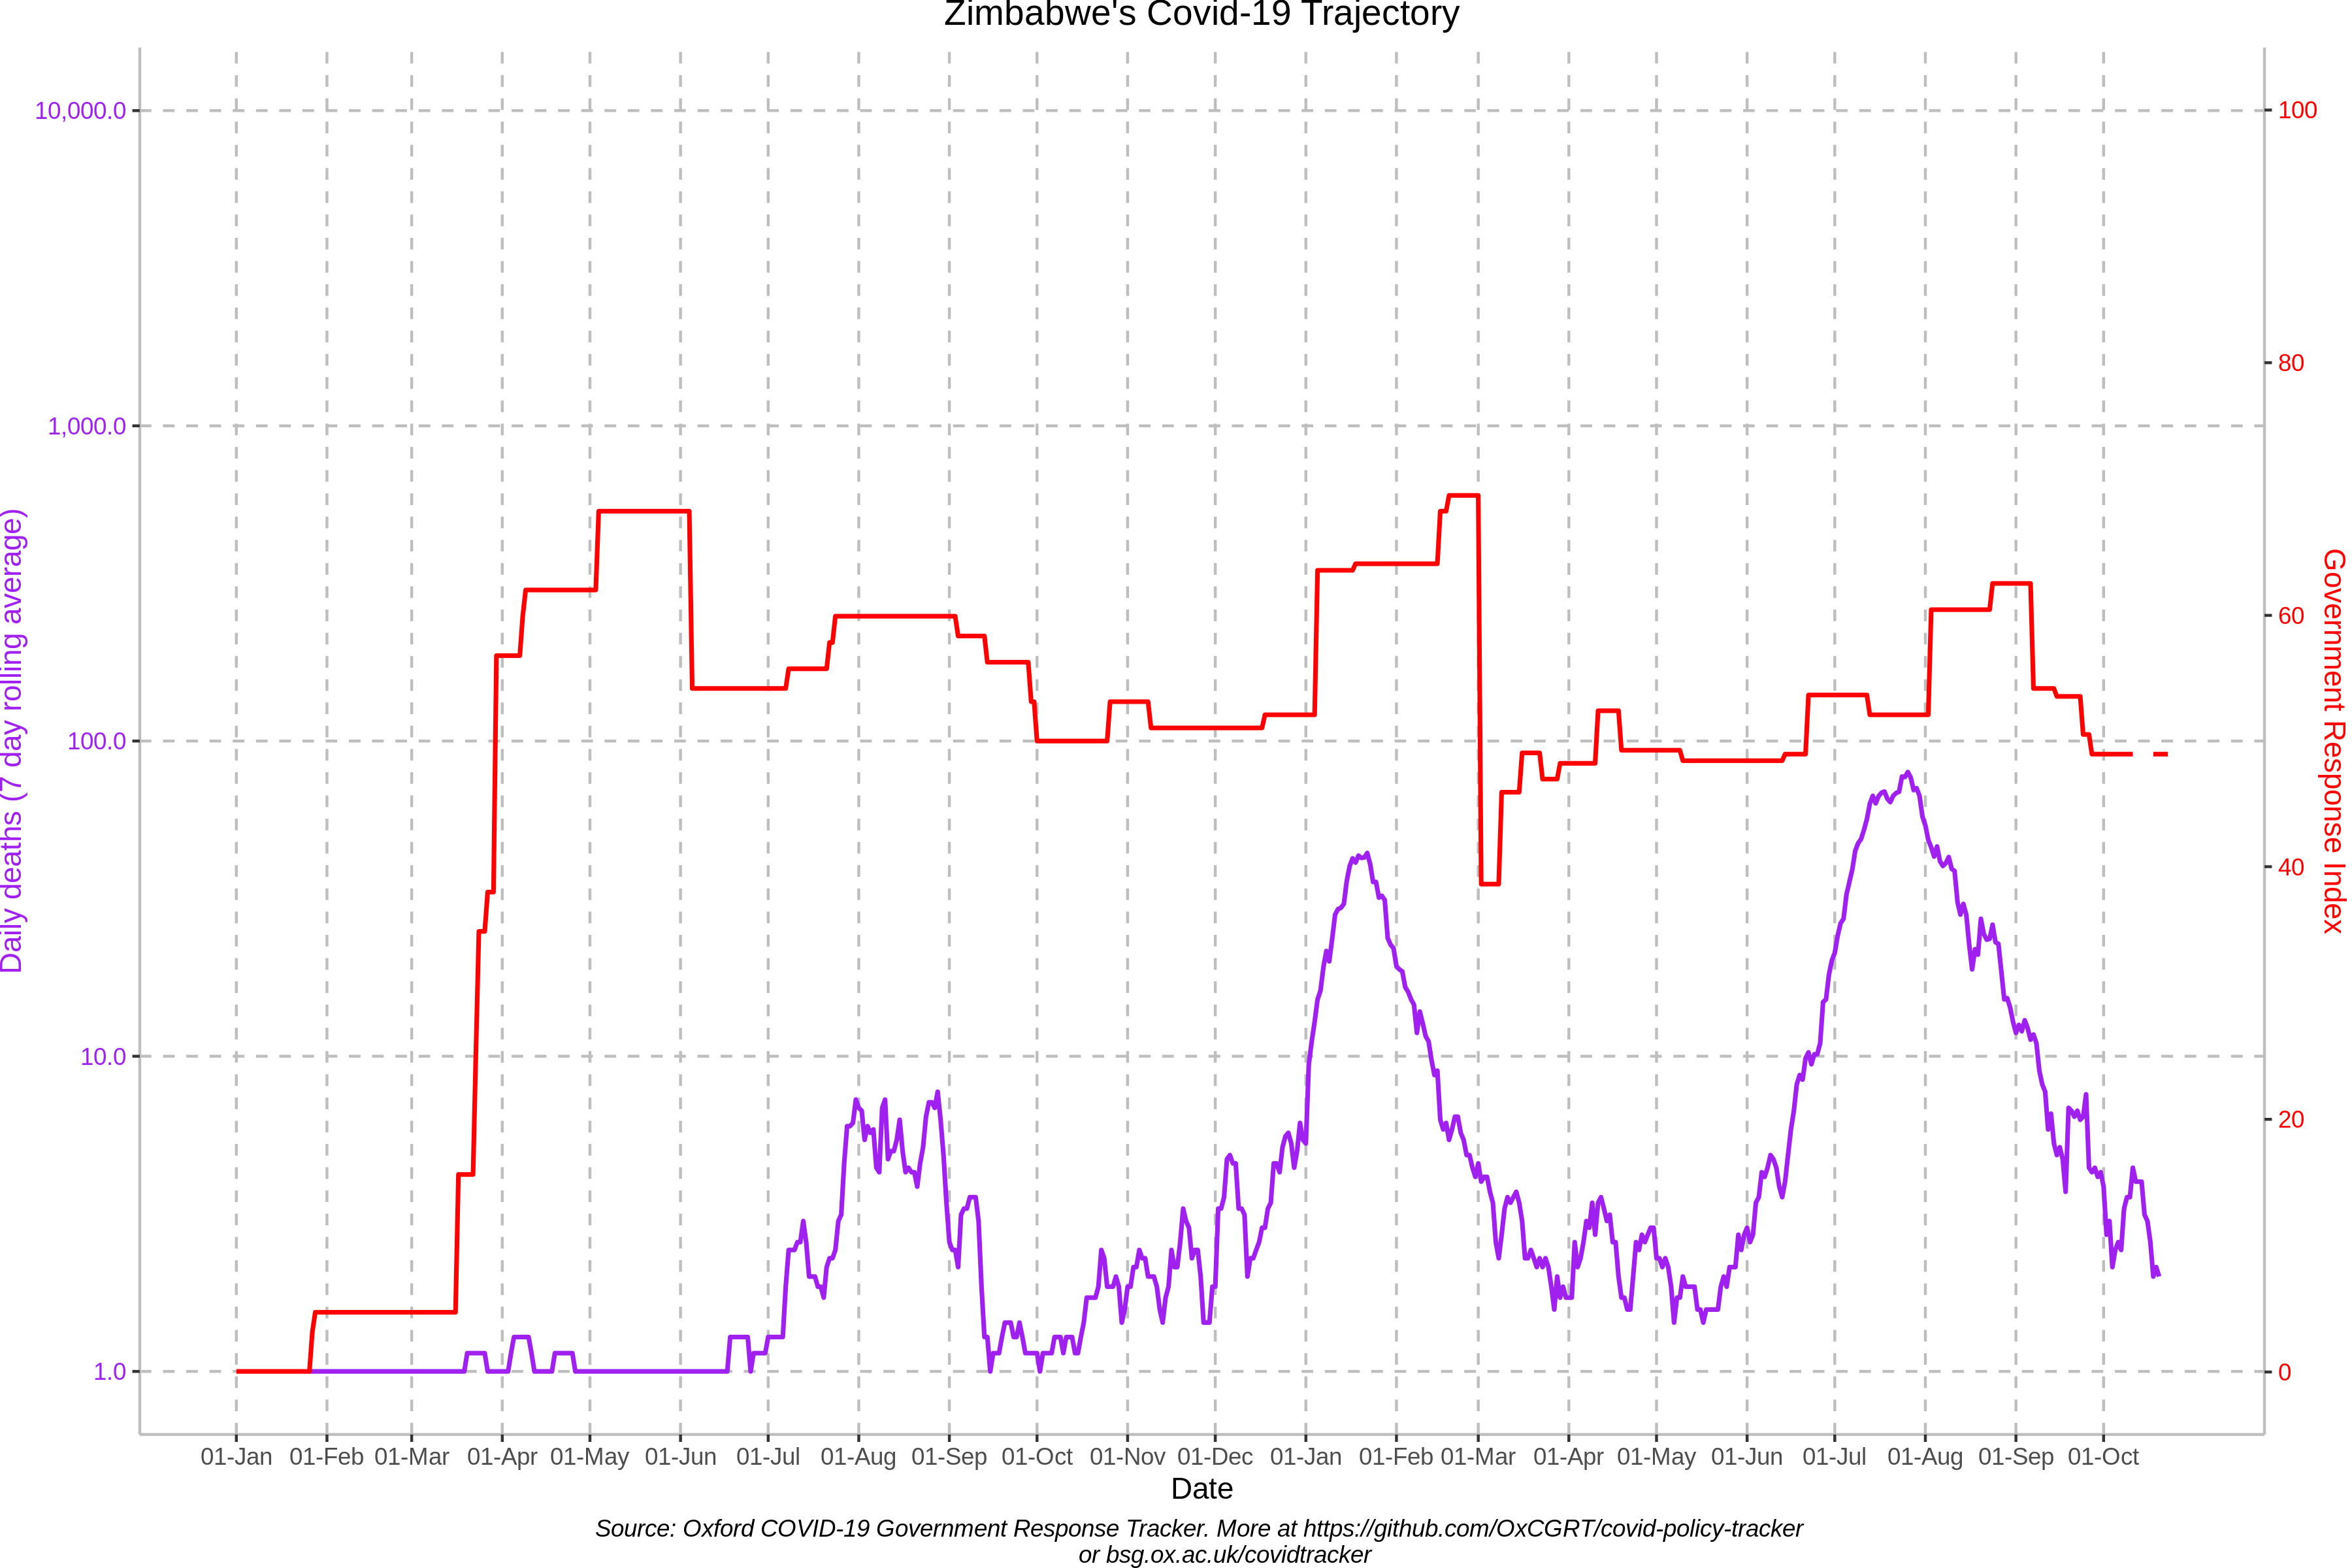 Zimbabwe's Covid-19 Trajectory
10,000.0
1,000.0
100.0
10.0
1.0
Daily deaths (7 day rolling average)
100
80
60
40
20
0
Government Response Index
01-Jan 01-Feb 01-Mar 01-Apr 01-May 01-Jun 01-Jul 01-Aug 01-Sep 01-Oct 01-Nov 01-Dec 01-Jan 01-Feb 01-Mar 01-Apr 01-May 01-Jun 01-Jul 01-Aug 01-Sep 01-Oct
Date
Source: Oxford COVID-19 Government Response Tracker. More at https://github.com/OxCGRT/covid-policy-tracker
or bsg.ox.ac.uk/covidtracker